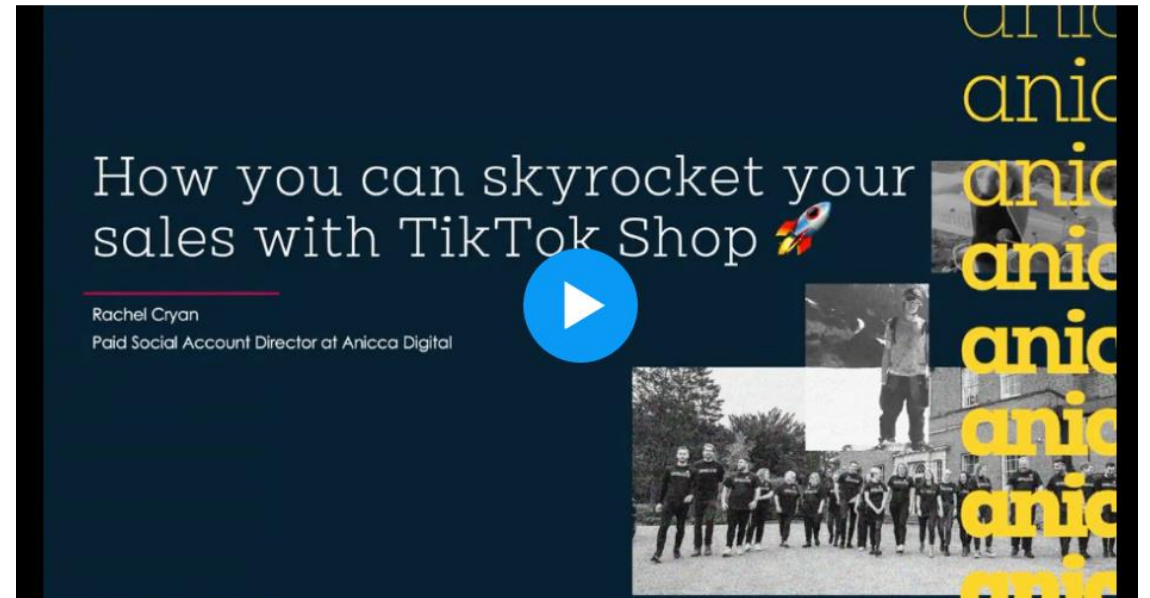 How you can skyrocket your
sales with TikTok Shop 🚀
Rachel Cryan
Paid Social Account Director at Anicca Digital
anic
anic
anic
anic
anic
anic
anic
anic